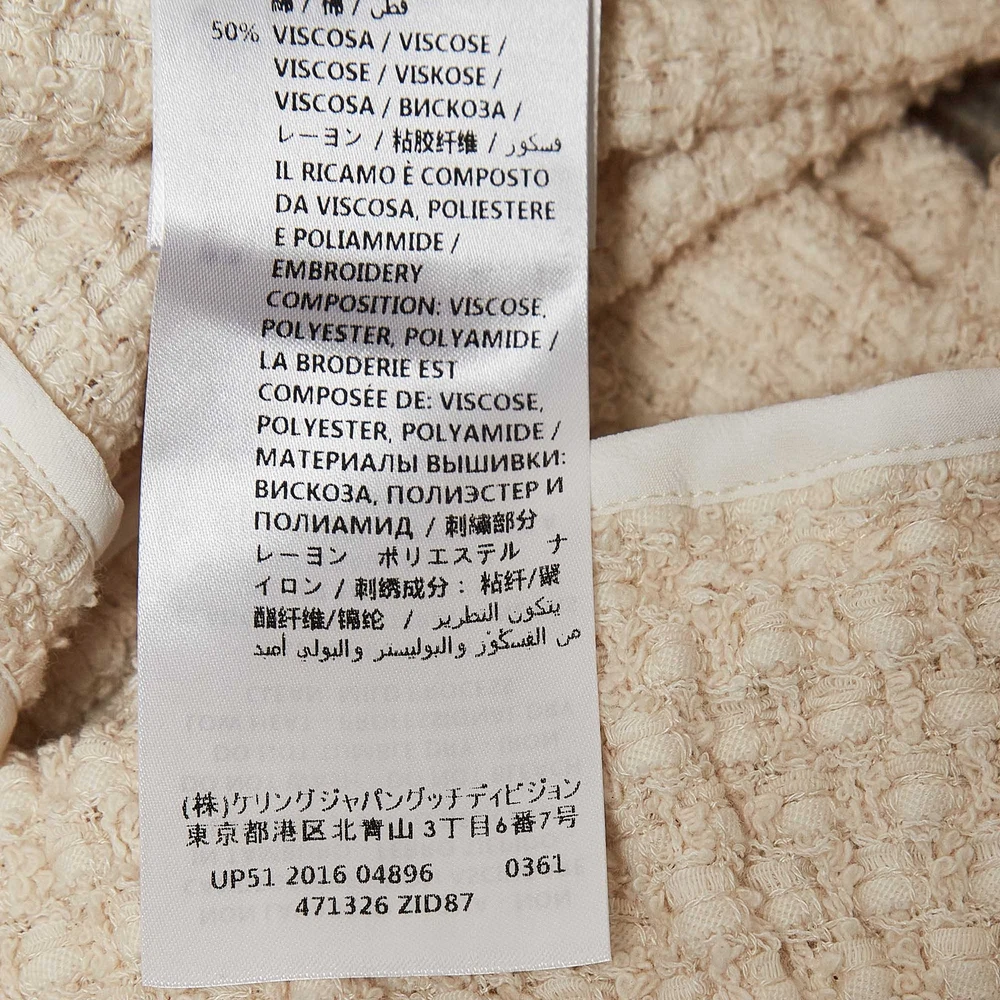 綿 / 棉 / قطن
50% VISCOSA / VISCOSE /
VISCOSE / VISKOSE /
VISCOSA / ВИСКОЗА /
レーヨン / 粘胶纤维 / فسكوز
IL RICAMO È COMPOSTO
DA VISCOSA, POLIESTERE
E POLIAMMIDE /
EMBROIDERY
COMPOSITION: VISCOSE,
POLYESTER, POLYAMIDE /
LA BRODERIE EST
COMPOSÉE DE: VISCOSE,
POLYESTER, POLYAMIDE /
МАТЕРИАЛЫ ВЫШИВКИ:
ВИСКОЗА, ПОЛИЭСТЕР И
ПОЛИАМИД / 刺繍部分
レーヨン ポリエステル ナ
イロン / 刺绣成分: 粘纤/聚
酯纤维/锦纶 / يتكون التطريز
من الفسكوز والبوليستر والبولي أميد
(株)ケリングジャパングッチディビジョン
東京都港区北青山 3丁目6番7号
UP51 2016 04896 0361
471326 ZID87